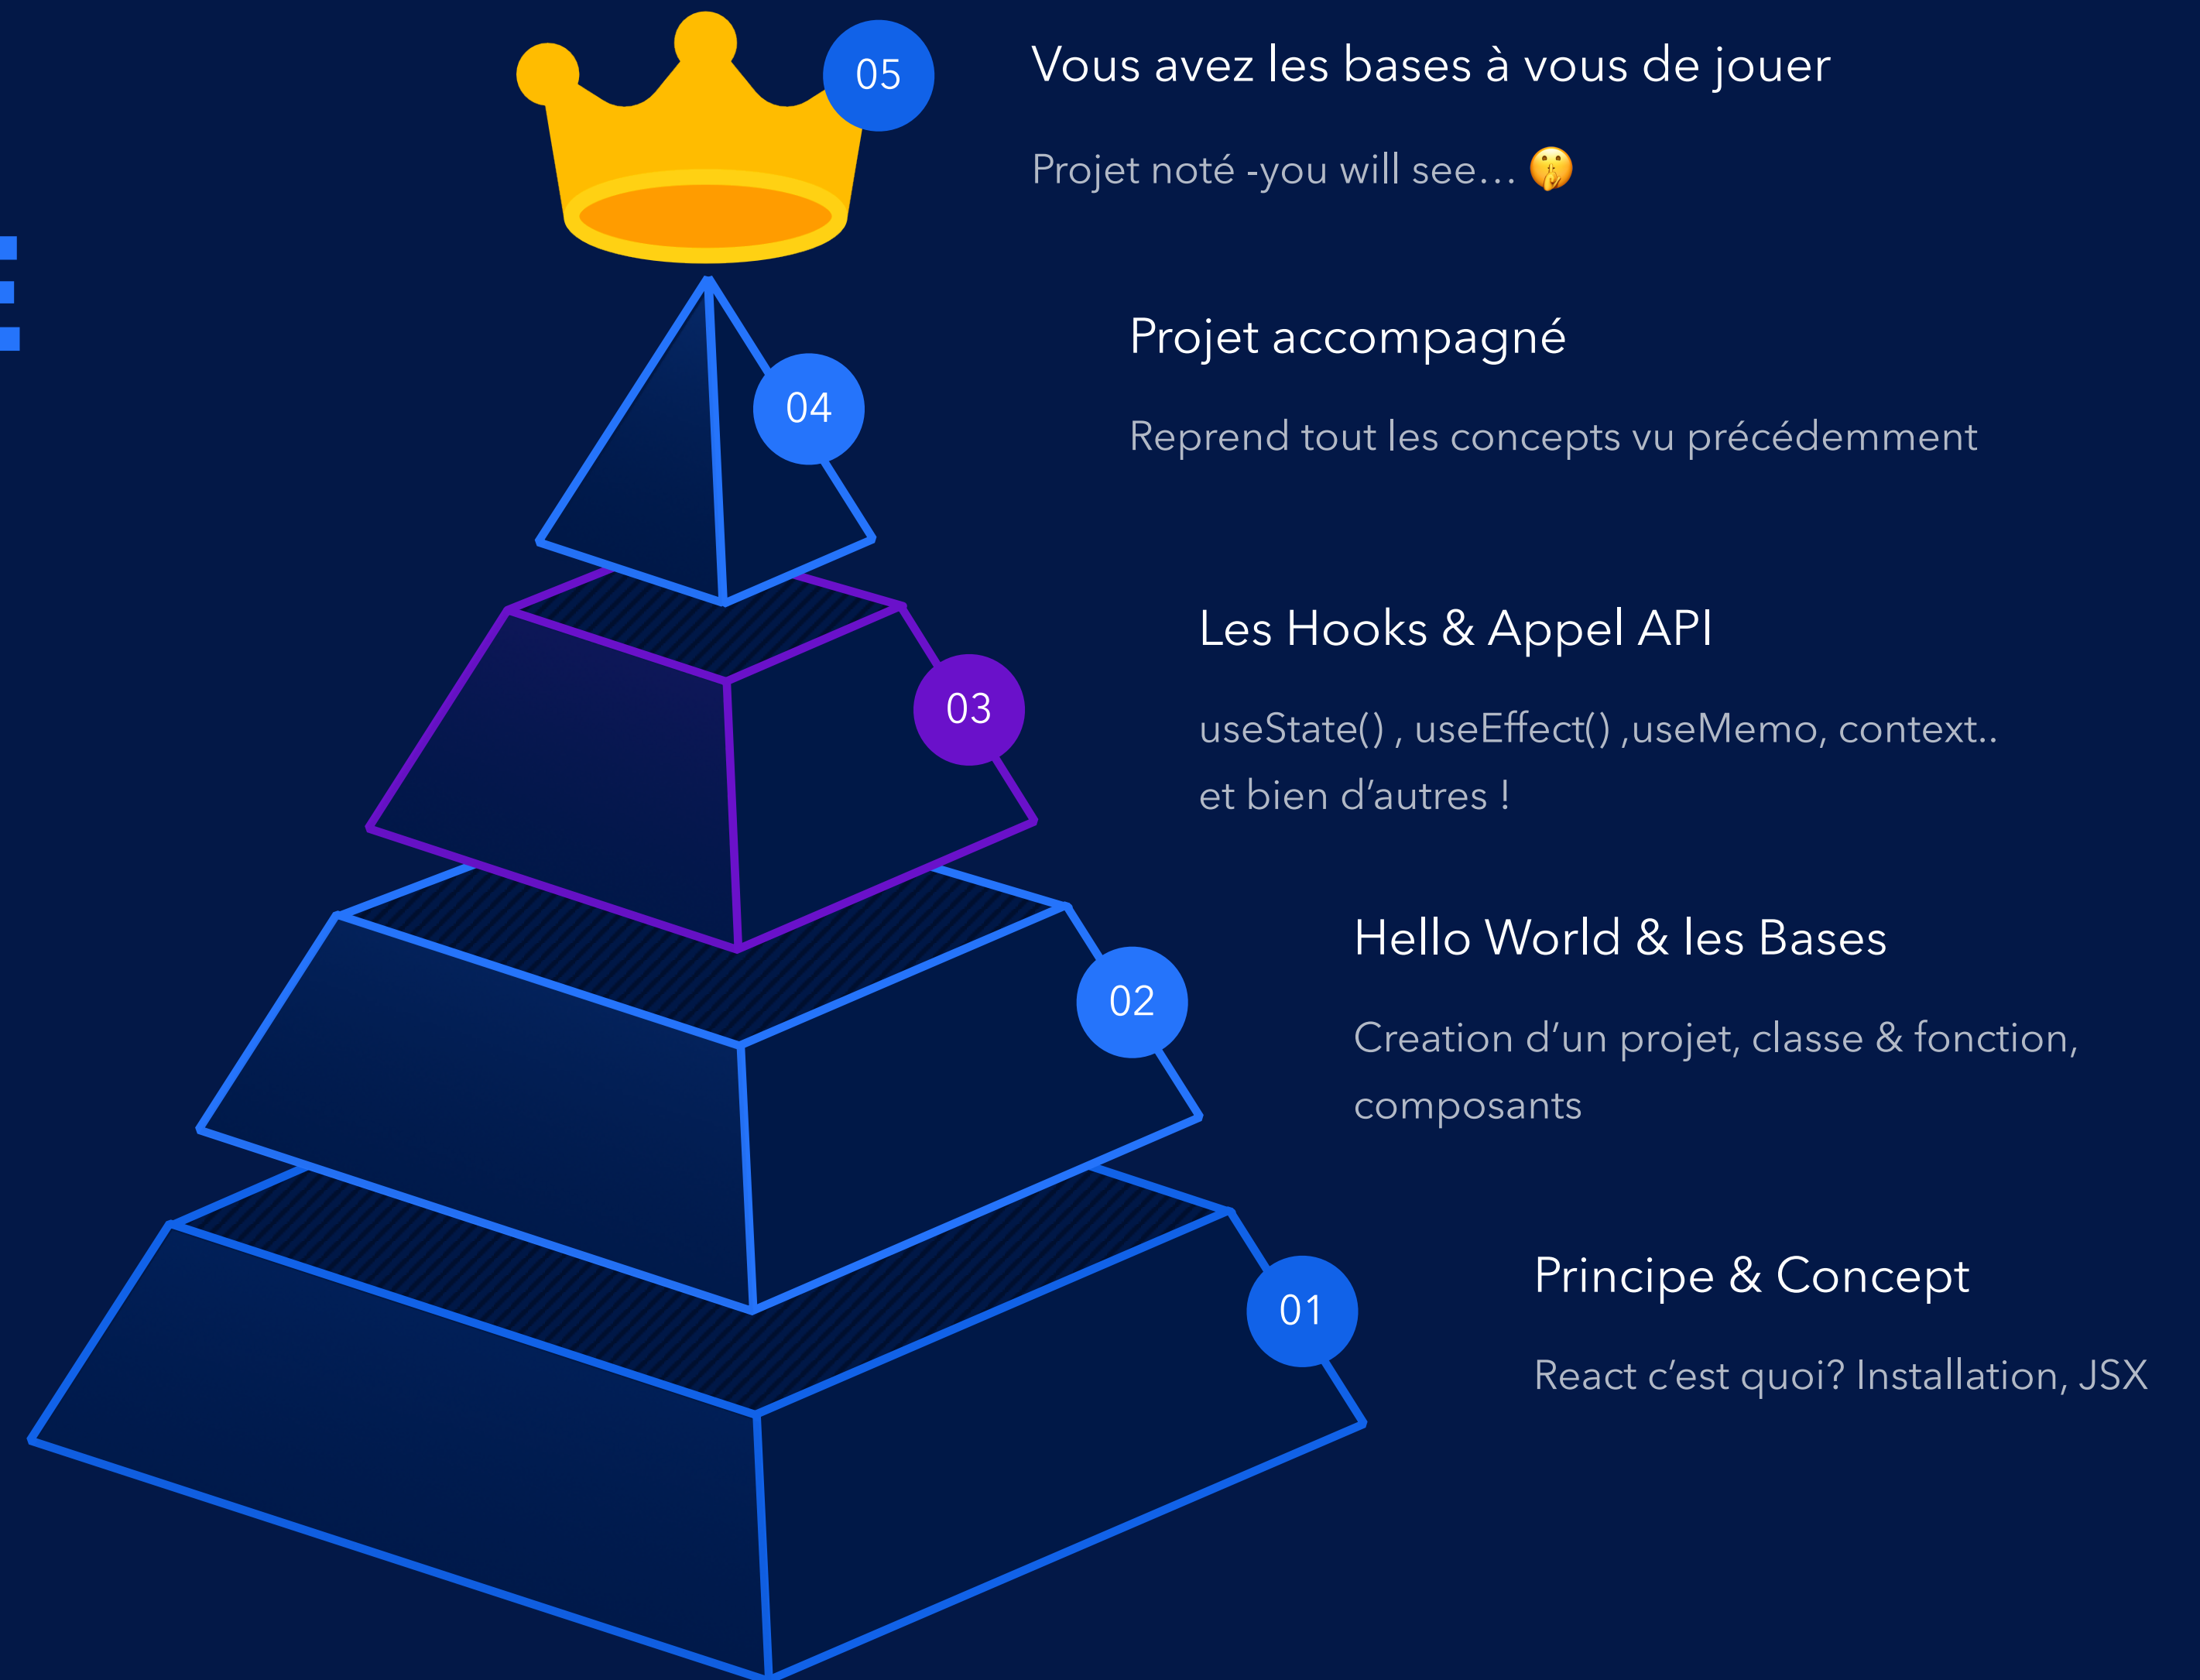 05
Vous avez les bases à vous de jouer
Projet noté -you will see... 🤫
04
Projet accompagné
Reprend tout les concepts vu précédemment
03
Les Hooks & Appel API
useState() , useEffect() ,useMemo, context..
et bien d’autres !
02
Hello World & les Bases
Creation d’un projet, classe & fonction,
composants
01
Principe & Concept
React c’est quoi? Installation, JSX